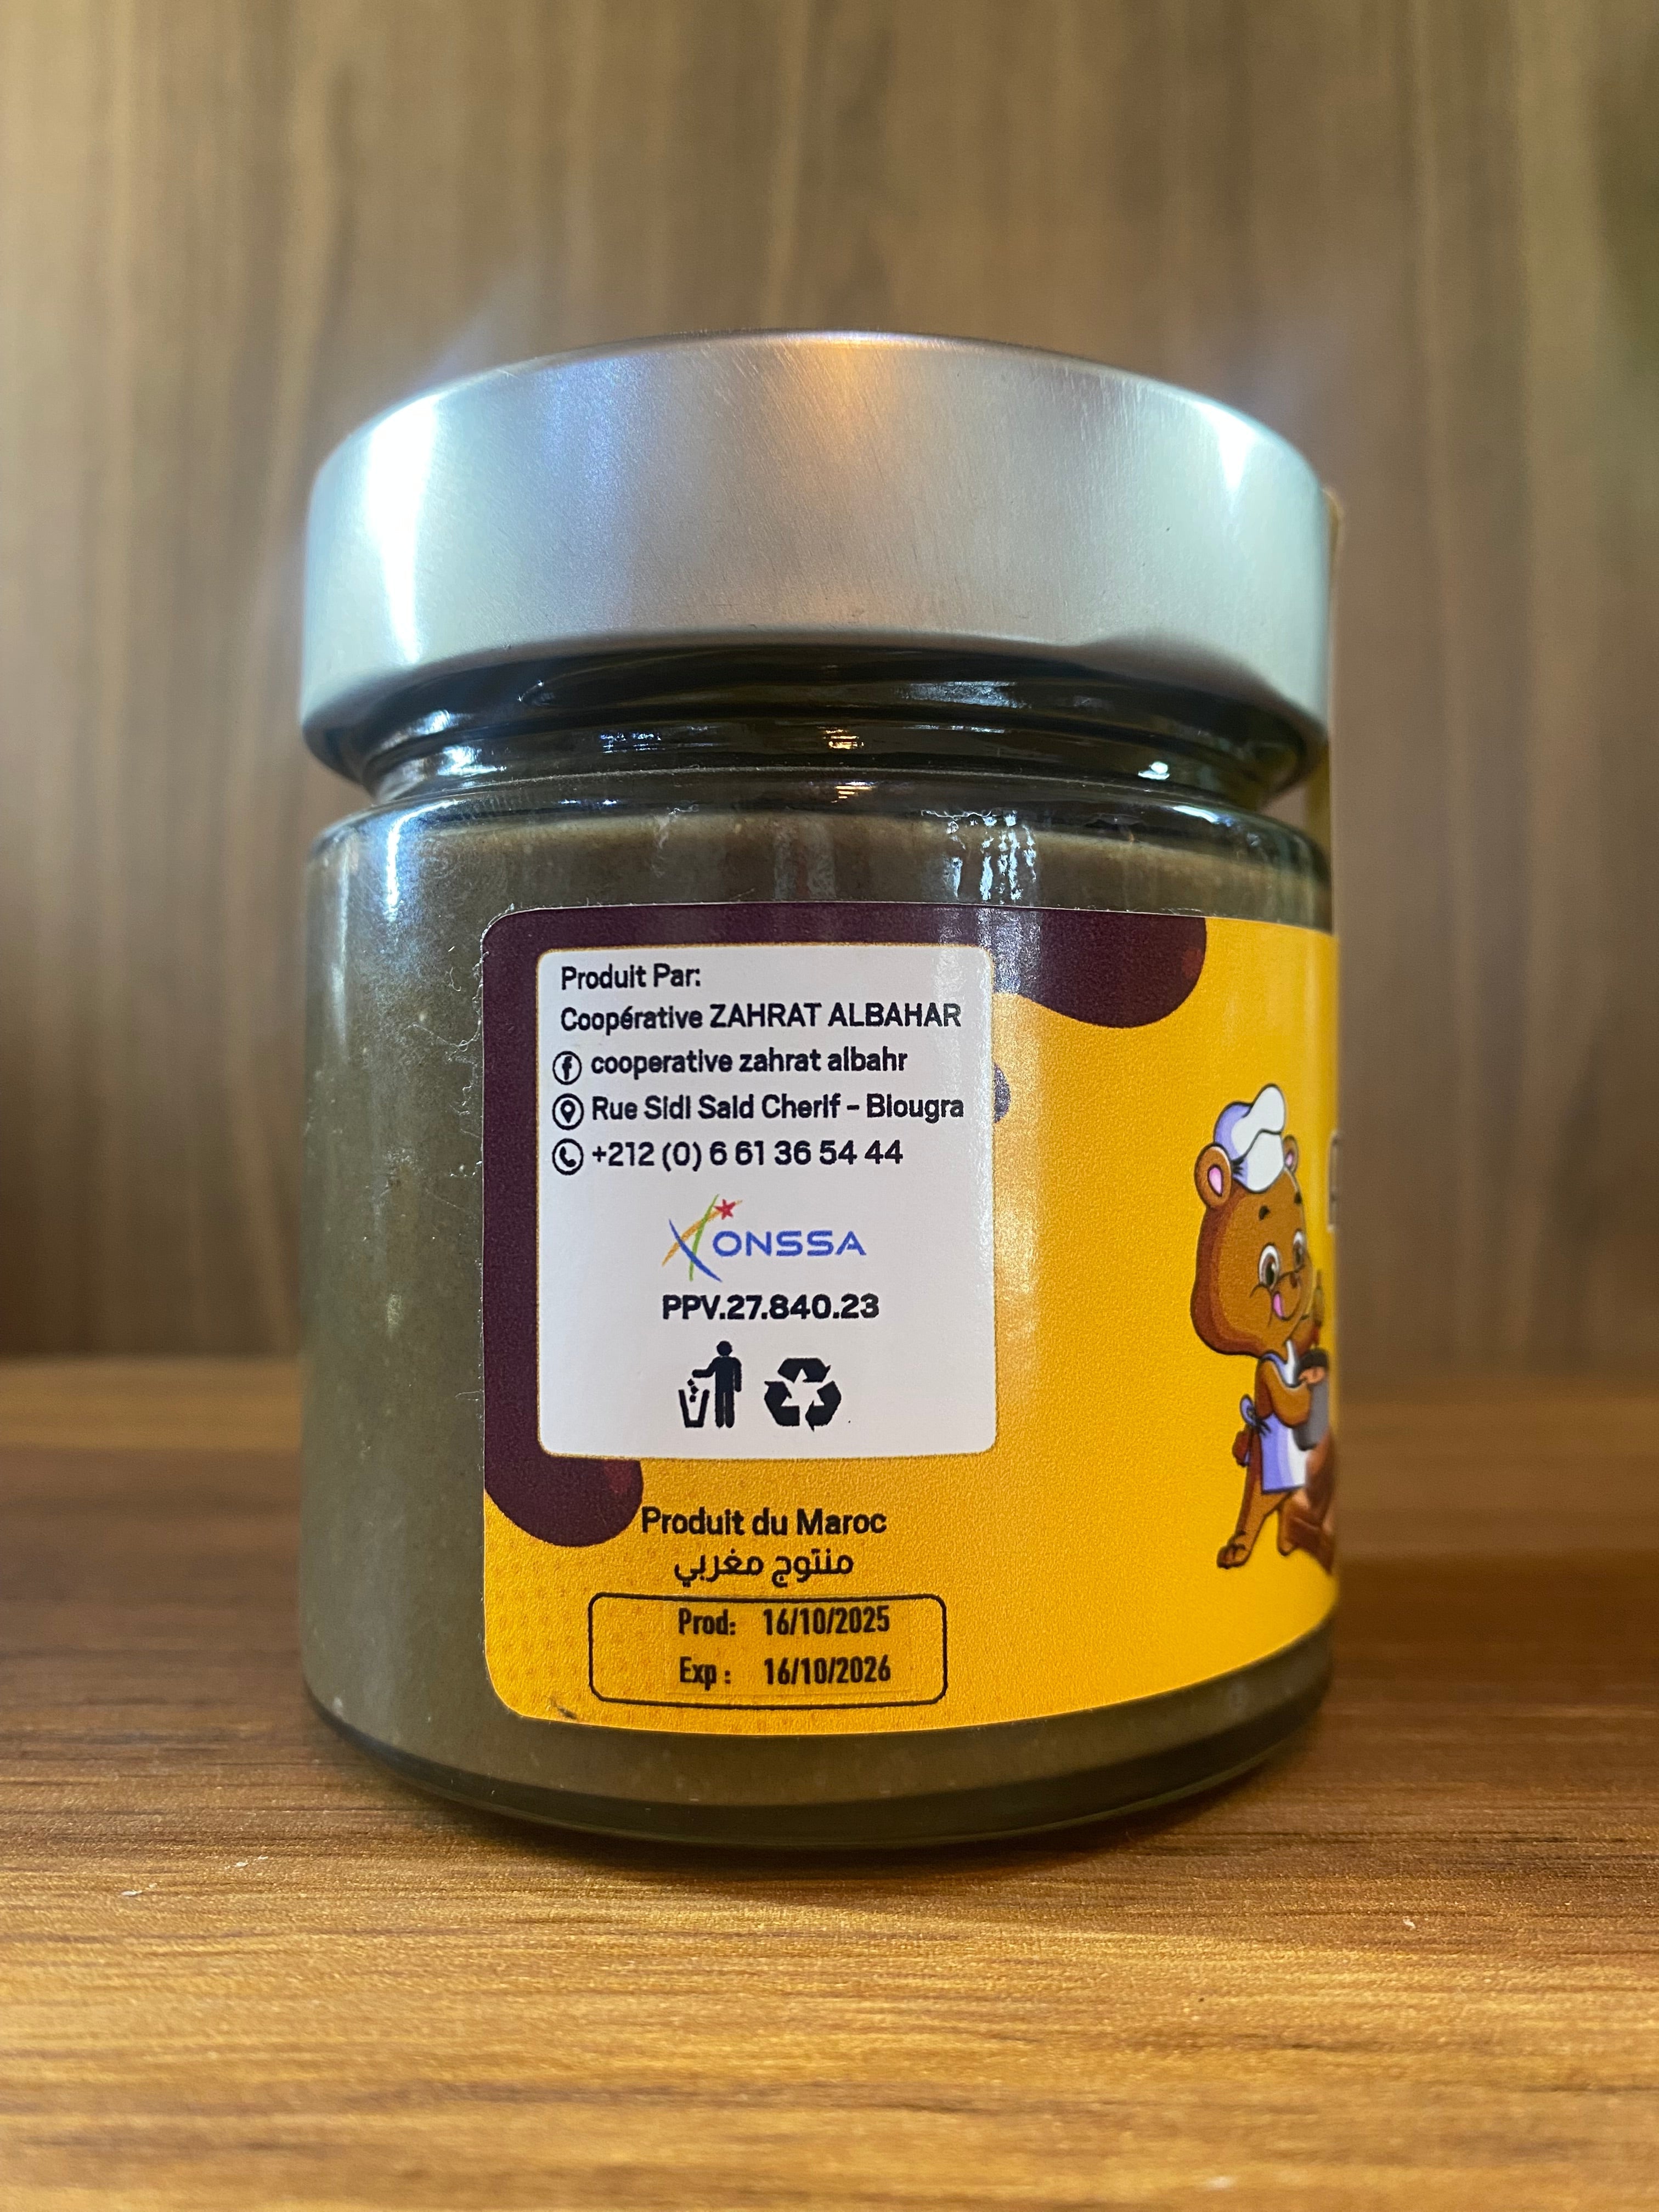 Produit Par:
Coopérative ZAHRAT ALBAHAR
cooperative zahrat albahr
Rue Sidi Said Cherif - Biougra
+212 (0) 6 61 36 54 44
ONSSA
PPV.27.840.23
Produit du Maroc
منتوج مغربي
Prod: 16/10/2025
Exp : 16/10/2026